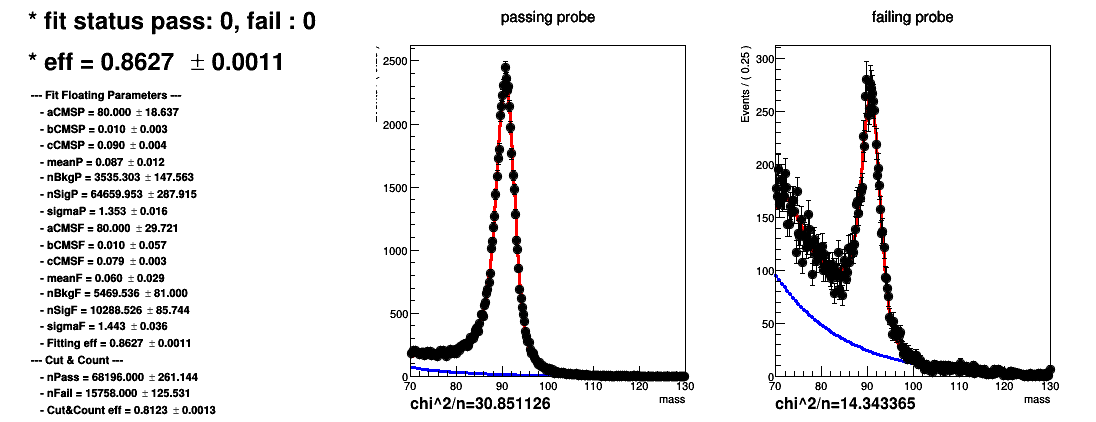 * fit status pass: 0, fail : 0
* eff = 0.8627 ± 0.0011
--- Fit Floating Parameters ---
- aCMSP = 80.000 ± 18.637
- bCMSP = 0.010 ± 0.003
- cCMSP = 0.090 ± 0.004
- meanP = 0.087 ± 0.012
- nBkgP = 3535.303 ± 147.563
- nSigP = 64659.953 ± 287.915
- sigmaP = 1.353 ± 0.016
- aCMSF = 80.000 ± 29.721
- bCMSF = 0.010 ± 0.057
- cCMSF = 0.079 ± 0.003
- meanF = 0.060 ± 0.029
- nBkgF = 5469.536 ± 81.000
- nSigF = 10288.526 ± 85.744
- sigmaF = 1.443 ± 0.036
- Fitting eff = 0.8627 ± 0.0011
--- Cut & Count ---
- nPass = 68196.000 ± 261.144
- nFail = 15758.000 ± 125.531
- Cut&Count eff = 0.8123 ± 0.0013
passing probe
2500
2000
1500
1000
500
0
70 80 90 100 110 120 130
mass
chi^2/n=30.851126
failing probe
Events / ( 0.25 )
300
250
200
150
100
50
0
70 80 90 100 110 120 130
mass
chi^2/n=14.343365